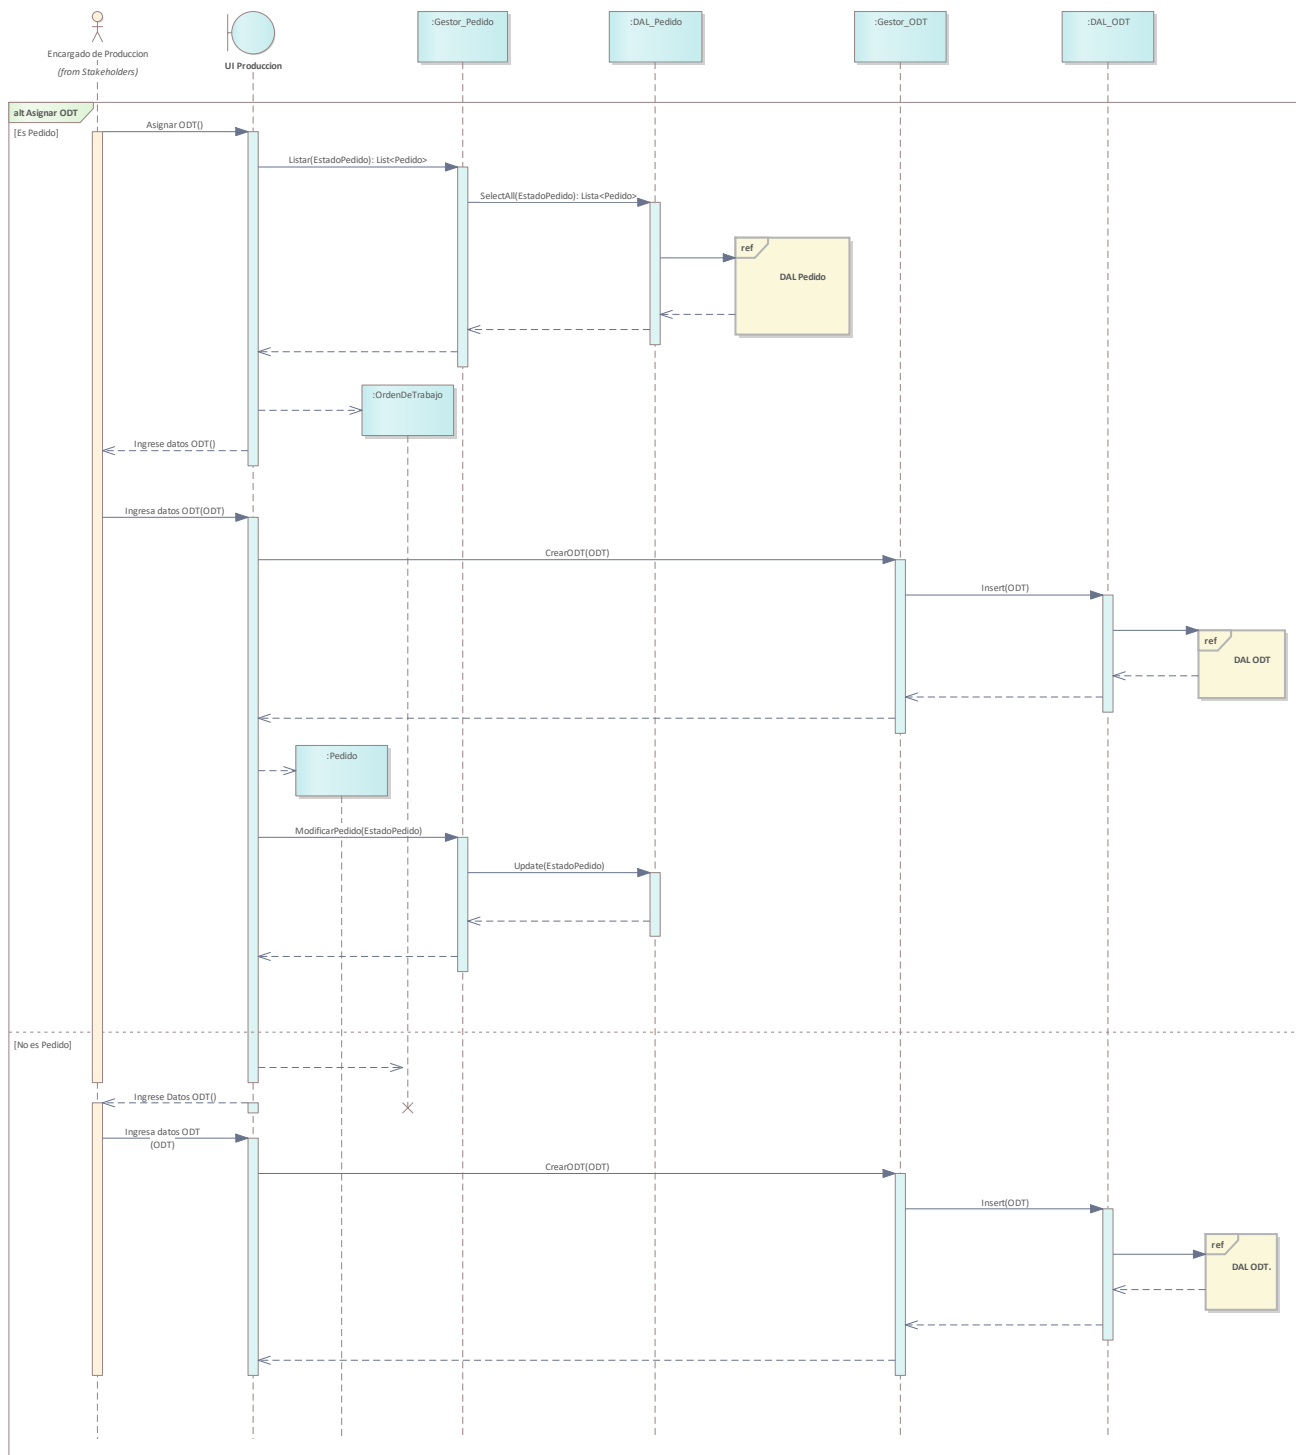 :Gestor_Pedido
:DAL_Pedido
:Gestor_ODT
:DAL_ODT
Encargado de Produccion
(from Stakeholders)
UI Produccion
alt Asignar ODT
[Es Pedido]
Asignar ODT()
Listar(EstadoPedido): List<Pedido>
SelectAll(EstadoPedido): Lista<Pedido>
ref
DAL Pedido
:OrdenDeTrabajo
Ingrese datos ODT()
Ingresa datos ODT(ODT)
CrearODT(ODT)
Insert(ODT)
ref
DAL ODT
:Pedido
ModificarPedido(EstadoPedido)
Update(EstadoPedido)
[No es Pedido]
Ingrese Datos ODT()
Ingresa datos ODT
(ODT)
CrearODT(ODT)
Insert(ODT)
ref
DAL ODT.